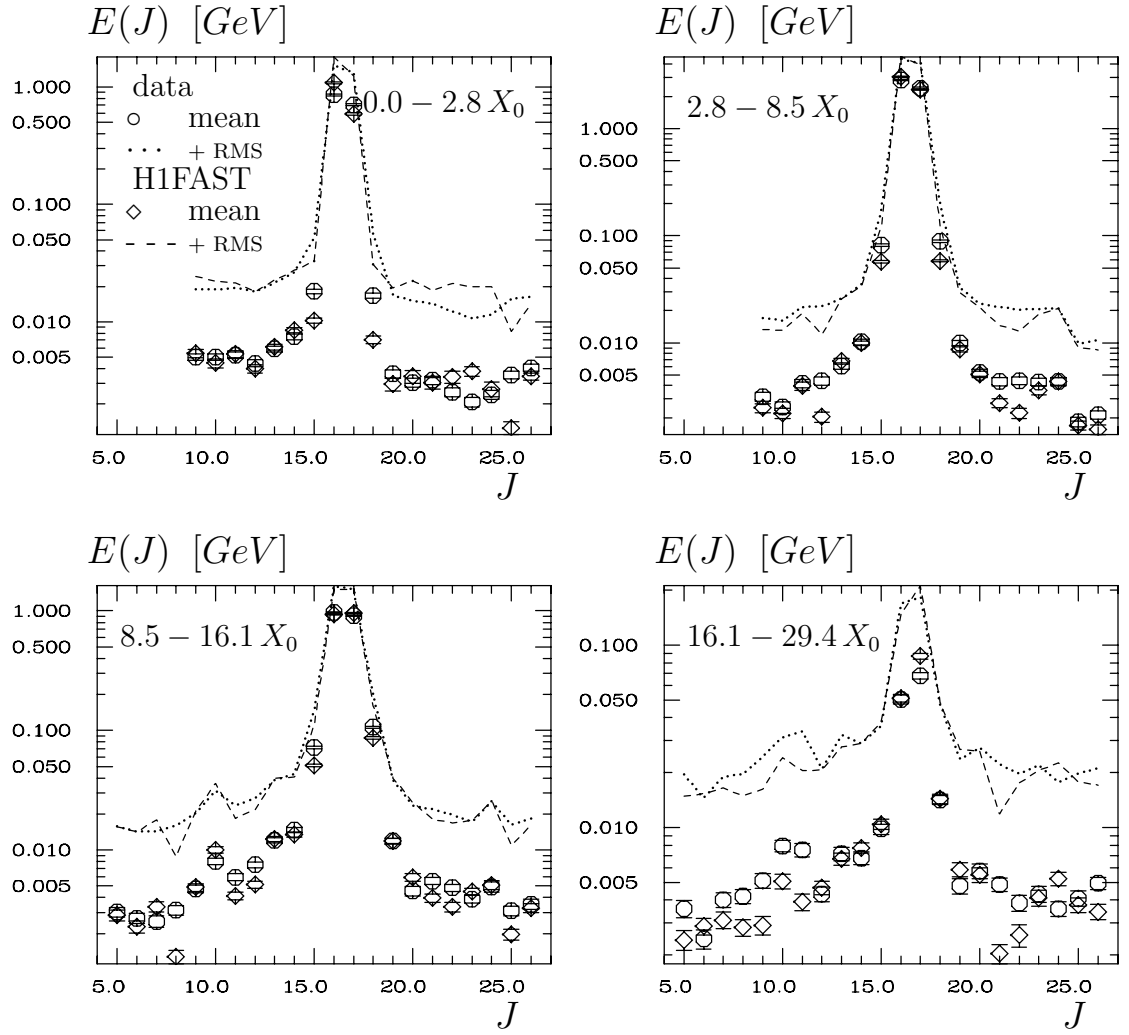 E(J) [GeV]
E(J) [GeV]
1.000
0.500
0.100
0.050
0.010
0.005
data
mean
+ RMS
H1FAST
mean
+ RMS
0.0 – 2.8 X₀
5.0 10.0 15.0 20.0 25.0
J
1.000
0.500
0.100
0.050
0.010
0.005
2.8 – 8.5 X₀
5.0 10.0 15.0 20.0 25.0
J
E(J) [GeV]
E(J) [GeV]
1.000
0.500
0.100
0.050
0.010
0.005
8.5 – 16.1 X₀
5.0 10.0 15.0 20.0 25.0
J
0.100
0.050
0.010
0.005
16.1 – 29.4 X₀
5.0 10.0 15.0 20.0 25.0
J